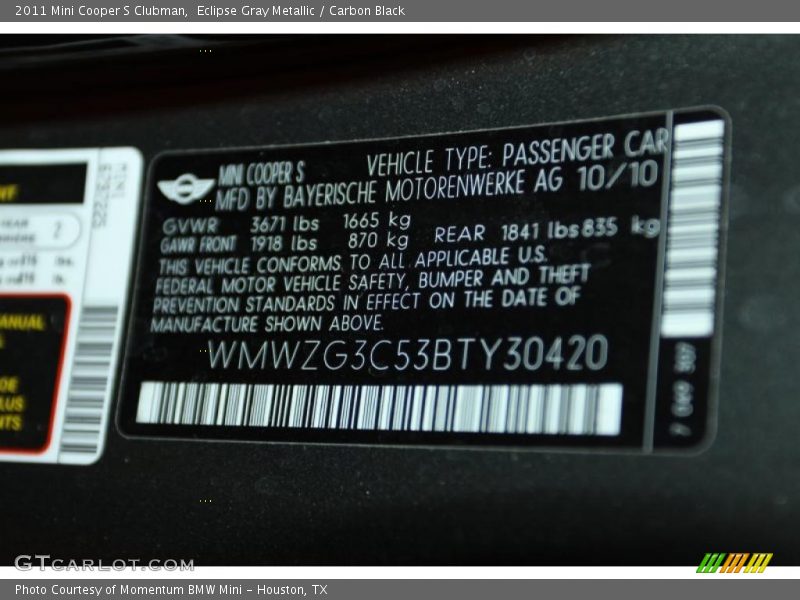 2011 Mini Cooper S Clubman, Eclipse Gray Metallic / Carbon Black
MINI COOPER S VEHICLE TYPE: PASSENGER CAR
MFD BY BAYERISCHE MOTORENWERKE AG 10/10
GVWR 3671 lbs 1665 kg
GAWR FRONT 1918 lbs 870 kg REAR 1841 lbs 835 kg
THIS VEHICLE CONFORMS TO ALL APPLICABLE U.S.
FEDERAL MOTOR VEHICLE SAFETY, BUMPER AND THEFT
PREVENTION STANDARDS IN EFFECT ON THE DATE OF
MANUFACTURE SHOWN ABOVE.
WMWZG3C53BTY30420
MINI
MANUAL
GTCARLOT.COM
Photo Courtesy of Momentum BMW Mini - Houston, TX